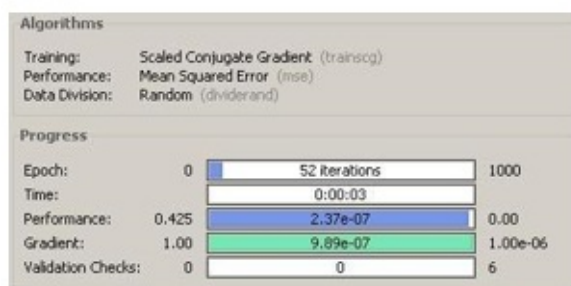 Algorithms
Training: Scaled Conjugate Gradient (trainscg)
Performance: Mean Squared Error (mse)
Data Division: Random (dividerand)
Progress
Epoch: 0 52 iterations 1000
Time: 0:00:03
Performance: 0.425 2.37e-07 0.00
Gradient: 1.00 9.89e-07 1.00e-06
Validation Checks: 0 0 6